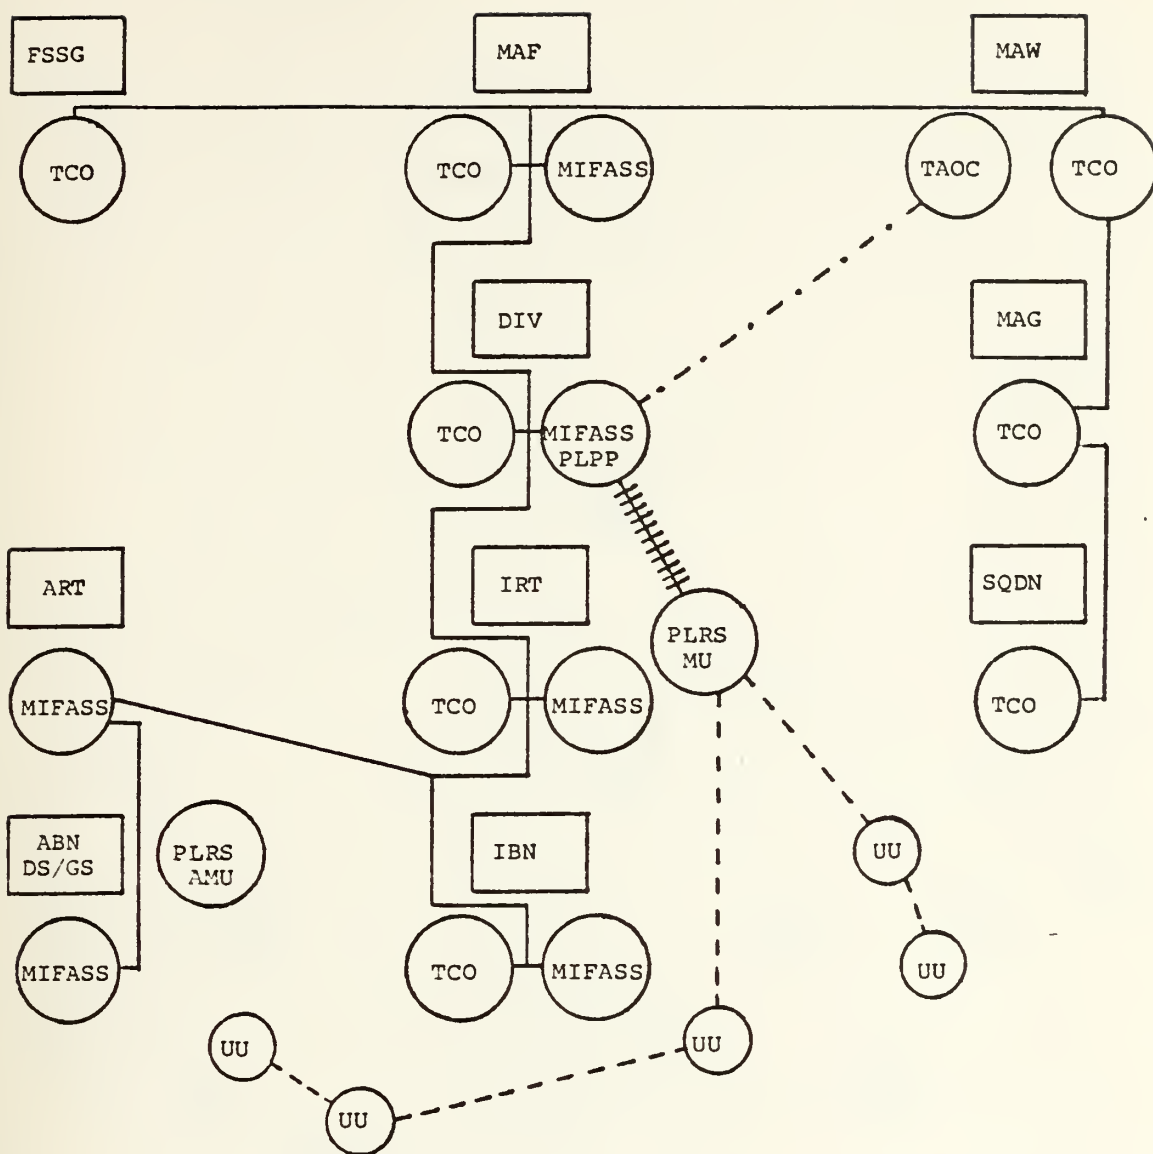 FSSG
MAF
MAW
TCO
TCO
MIFASS
TAOC
TCO
DIV
MAG
TCO
MIFASS
PLPP
TCO
ART
IRT
SQDN
PLRS
MU
MIFASS
TCO
MIFASS
TCO
ABN
DS/GS
PLRS
AMU
IBN
UU
MIFASS
TCO
MIFASS
UU
UU
UU
UU